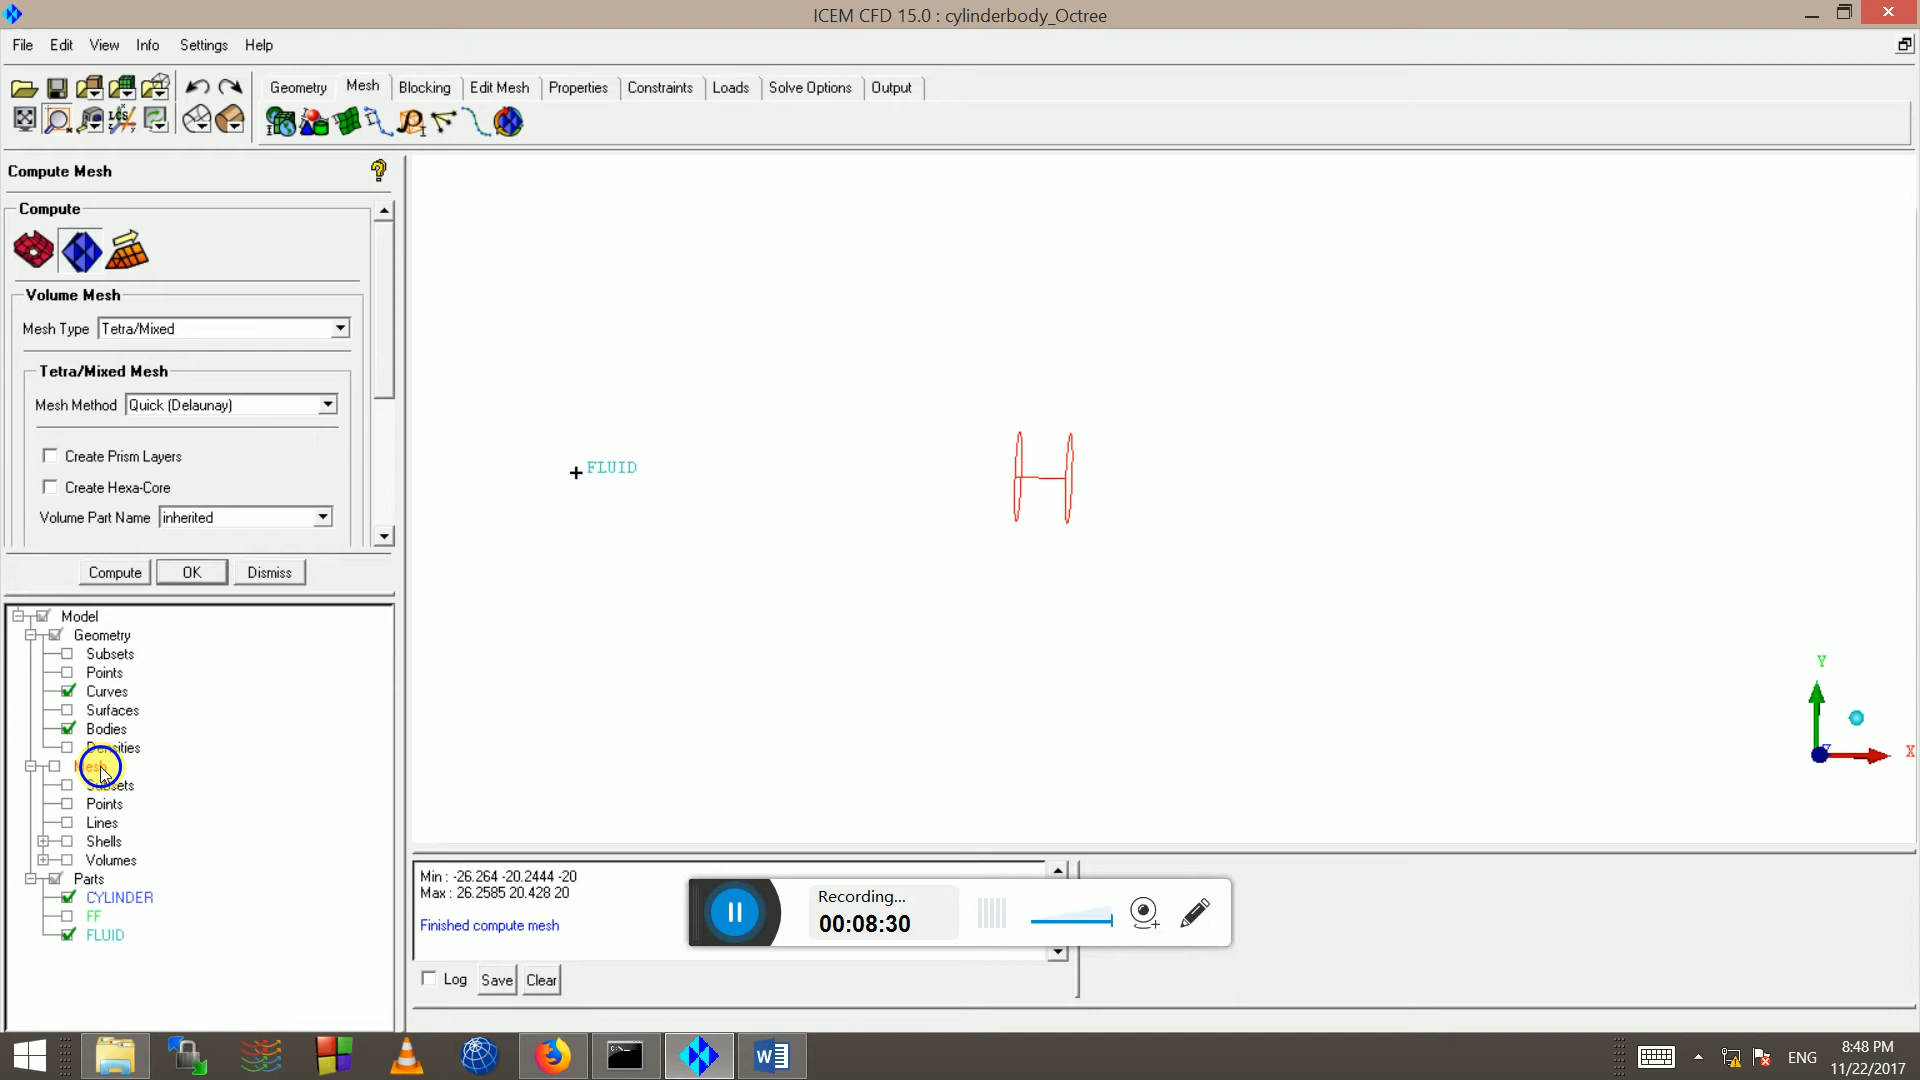 ICEM CFD 15.0 : cylinderbody_Octree
File Edit View Info Settings Help
Geometry Mesh Blocking Edit Mesh Properties Constraints Loads Solve Options Output
LCS
Compute Mesh
Compute
Volume Mesh
Mesh Type Tetra/Mixed
Tetra/Mixed Mesh
Mesh Method Quick (Delaunay)
Create Prism Layers
Create Hexa-Core
Volume Part Name inherited
Compute OK Dismiss
Model
Geometry
Subsets
Points
Curves
Surfaces
Bodies
Densities
Mesh
Subsets
Points
Lines
Shells
Volumes
Parts
CYLINDER
FF
FLUID
FLUID
Y
X
Z
Min : -26.264 -20.2444 -20
Max : 26.2585 20.428 20
Finished compute mesh
Log Save Clear
Recording...
00:08:30
ENG
8:48 PM
11/22/2017